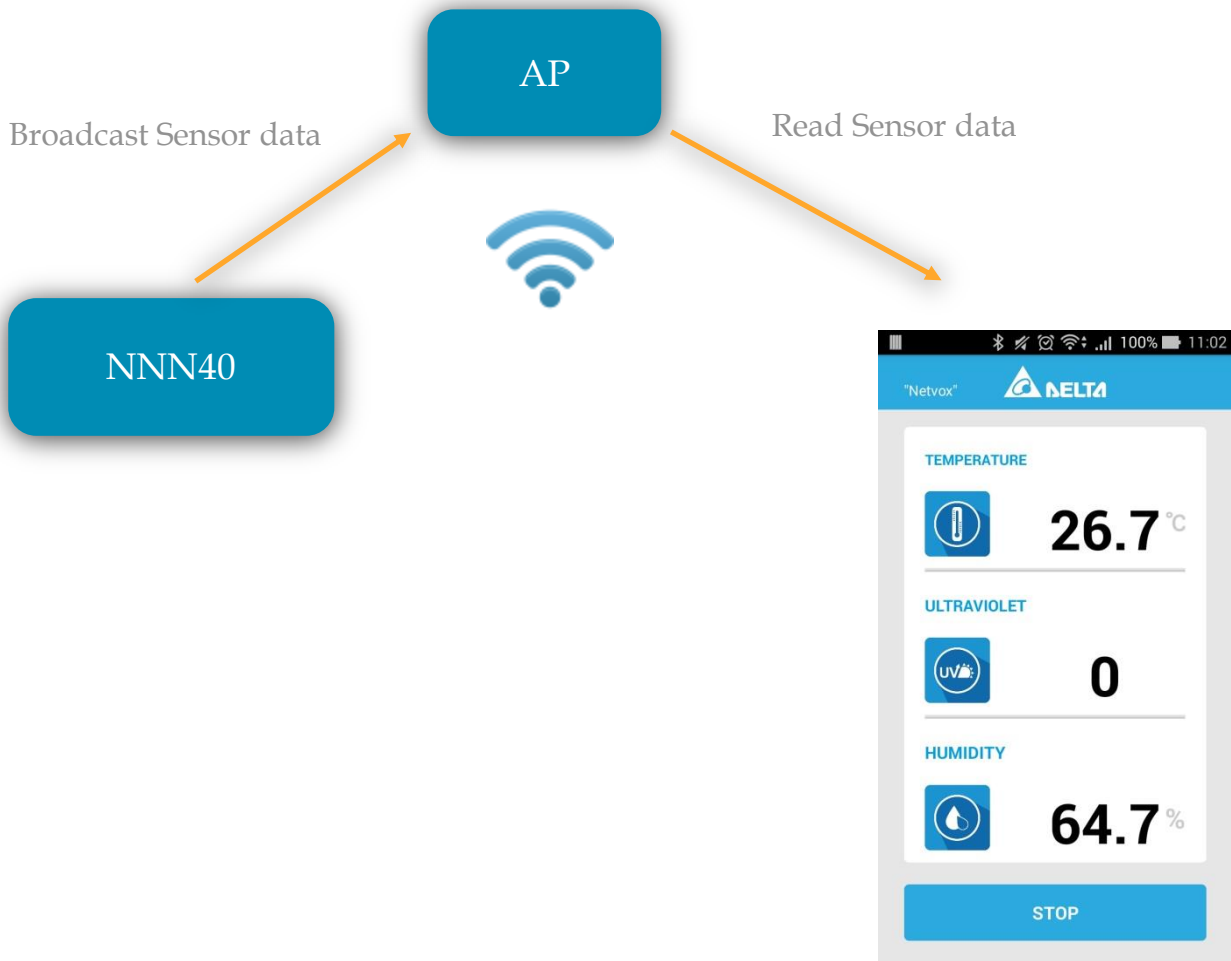 AP
Broadcast Sensor data
Read Sensor data
NNN40
100% 11:02
"Netvox"
DELTA
TEMPERATURE
26.7 °C
ULTRAVIOLET
UV
0
HUMIDITY
64.7 %
STOP